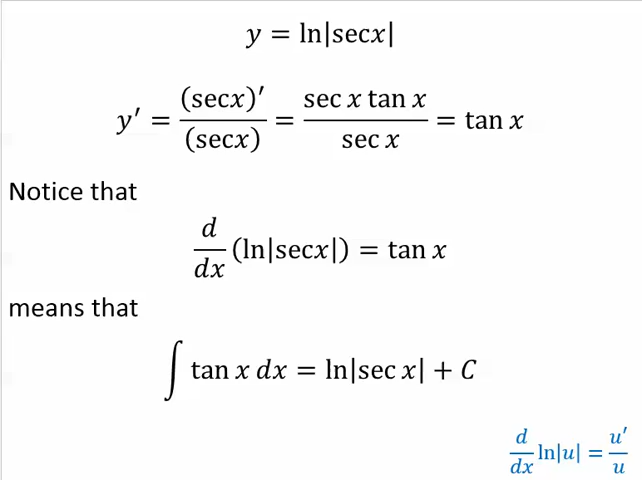 y = ln|secx|
y′ = (secx)′/(secx) = sec x tan x/sec x = tan x
Notice that
d/dx (ln|secx|) = tan x
means that
∫ tan x dx = ln|sec x| + C
d/dx ln|u| = u′/u